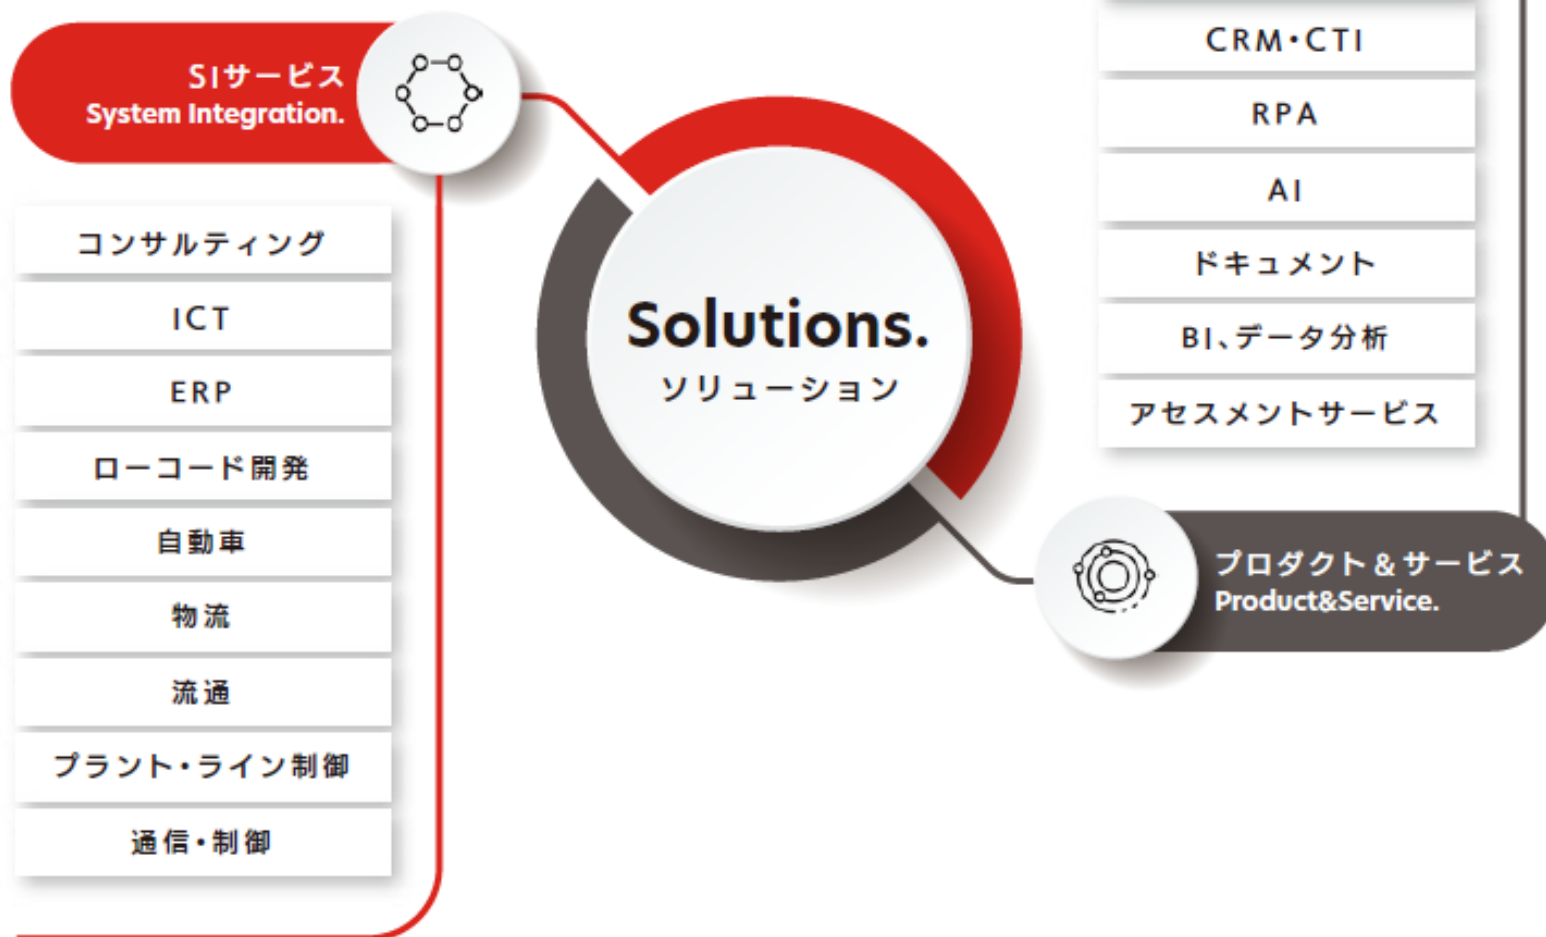 SIサービス
System Integration.
コンサルティング
ICT
ERP
ローコード開発
自動車
物流
流通
プラント・ライン制御
通信・制御
Solutions.
ソリューション
CRM・CTI
RPA
AI
ドキュメント
BI、データ分析
アセスメントサービス
プロダクト＆サービス
Product&Service.